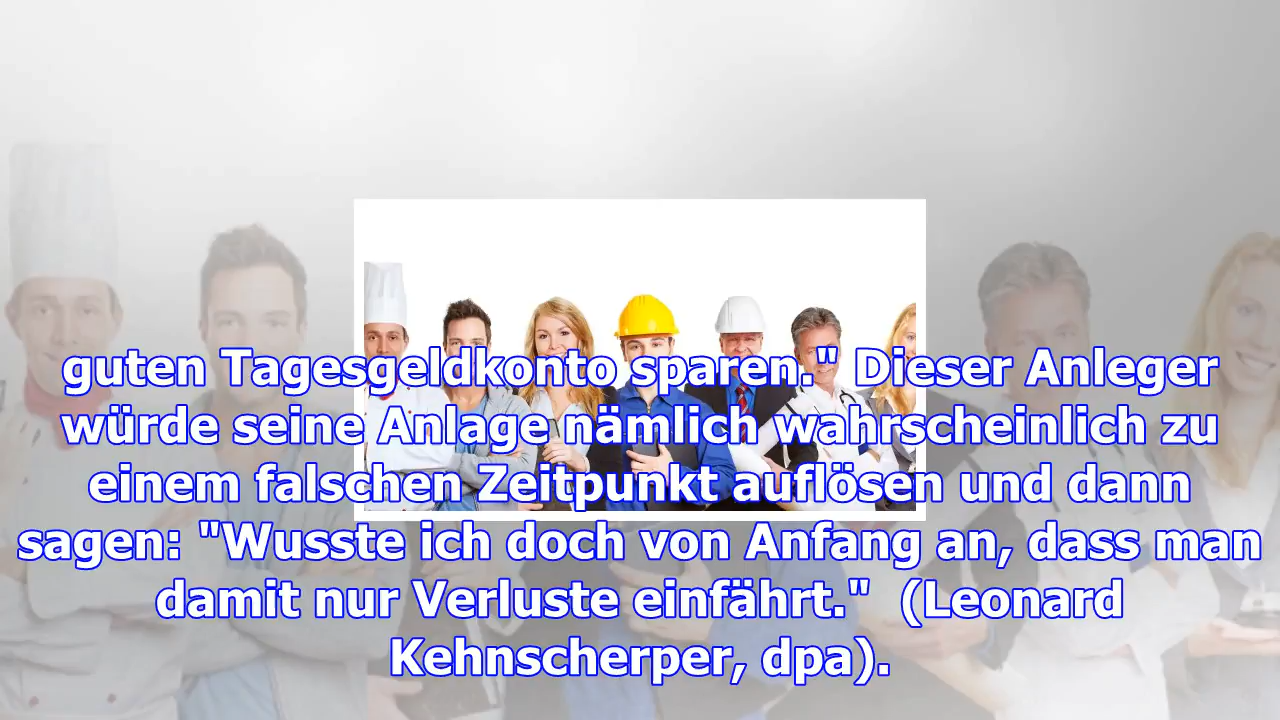 guten Tagesgeldkonto sparen." Dieser Anleger
würde seine Anlage nämlich wahrscheinlich zu
einem falschen Zeitpunkt auflösen und dann
sagen: "Wusste ich doch von Anfang an, dass man
damit nur Verluste einfährt." (Leonard
Kehnscherper, dpa).